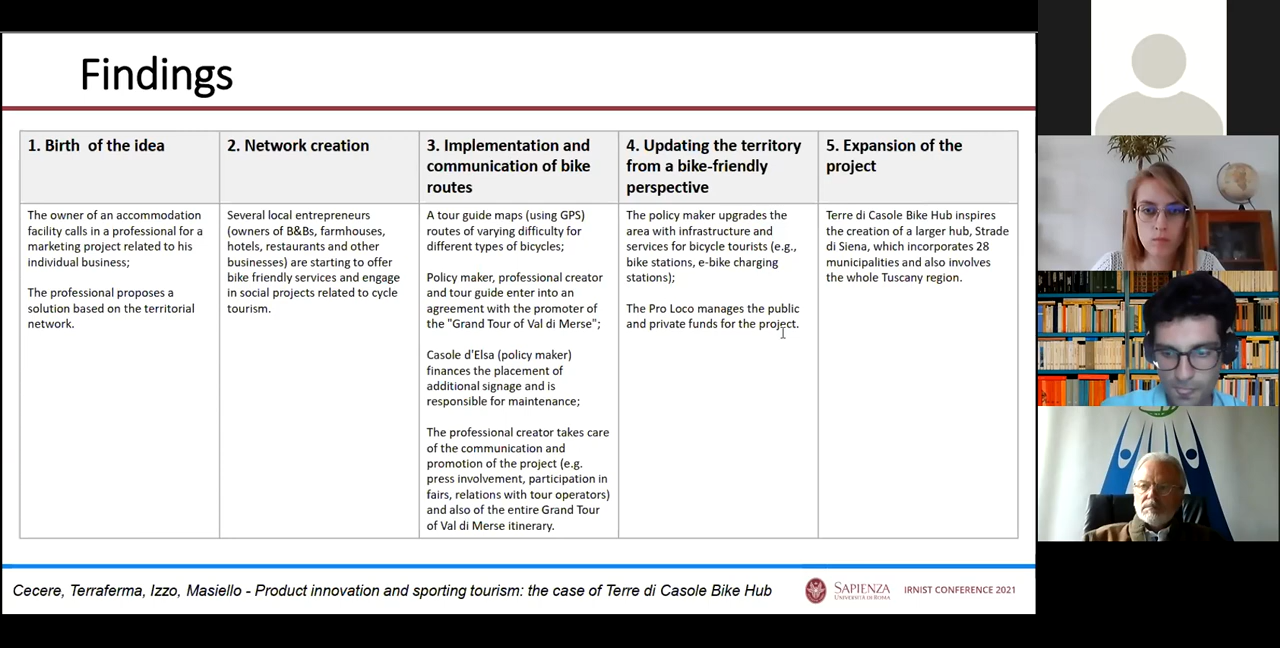 Findings
1. Birth of the idea
2. Network creation
3. Implementation and
communication of bike
routes
4. Updating the territory
from a bike-friendly
perspective
5. Expansion of the
project
The owner of an accommodation
facility calls in a professional for a
marketing project related to his
individual business;
The professional proposes a
solution based on the territorial
network.
Several local entrepreneurs
(owners of B&Bs, farmhouses,
hotels, restaurants and other
businesses) are starting to offer
bike friendly services and engage
in social projects related to cycle
tourism.
A tour guide maps (using GPS)
routes of varying difficulty for
different types of bicycles;
Policy maker, professional creator
and tour guide enter into an
agreement with the promoter of
the "Grand Tour of Val di Merse";
Casole d'Elsa (policy maker)
finances the placement of
additional signage and is
responsible for maintenance;
The professional creator takes care
of the communication and
promotion of the project (e.g.
press involvement, participation in
fairs, relations with tour operators)
and also of the entire Grand Tour
of Val di Merse itinerary.
The policy maker upgrades the
area with infrastructure and
services for bicycle tourists (e.g.,
bike stations, e-bike charging
stations);
The Pro Loco manages the public
and private funds for the project.
Terre di Casole Bike Hub inspires
the creation of a larger hub, Strade
di Siena, which incorporates 28
municipalities and also involves
the whole Tuscany region.
Cecere, Terraferma, Izzo, Masiello - Product innovation and sporting tourism: the case of Terre di Casole Bike Hub
SAPIENZA
UNIVERSITÀ DI ROMA
IRNIST CONFERENCE 2021